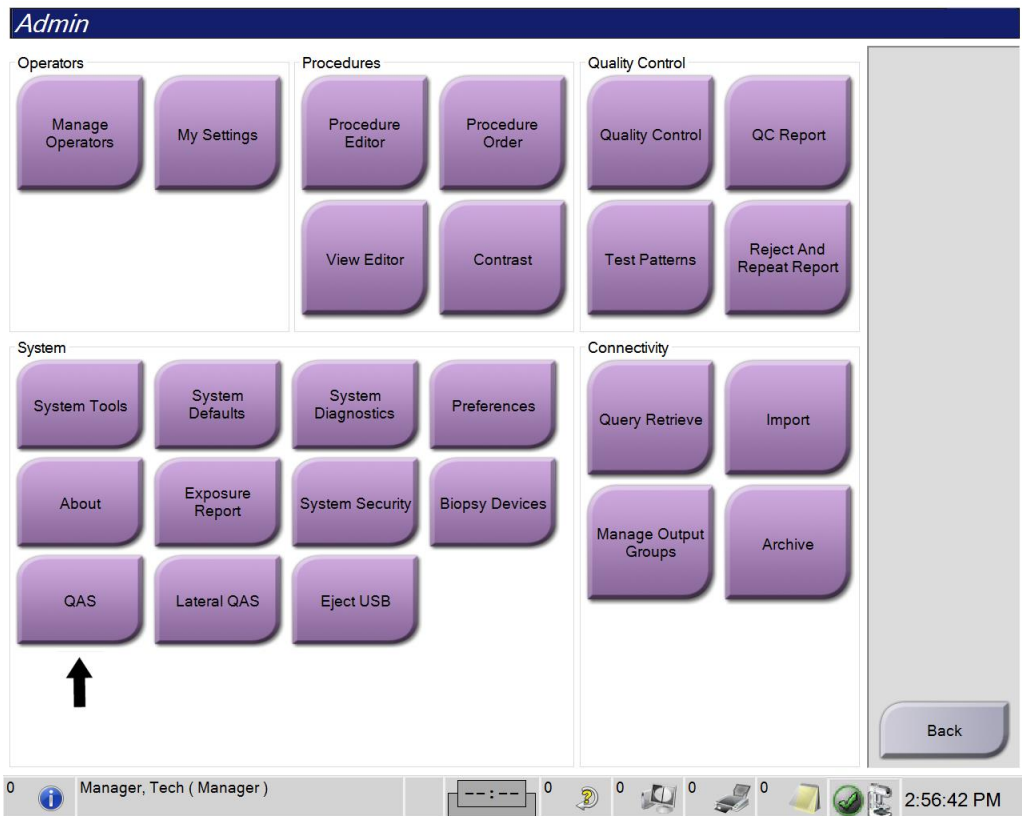 Admin
Operators
Manage
Operators
My Settings
Procedures
Procedure
Editor
Procedure
Order
View Editor
Contrast
Quality Control
Quality Control
QC Report
Test Patterns
Reject And
Repeat Report
System
System Tools
System
Defaults
System
Diagnostics
Preferences
About
Exposure
Report
System Security
Biopsy Devices
QAS
Lateral QAS
Eject USB
Connectivity
Query Retrieve
Import
Manage Output
Groups
Archive
Back
0
Manager, Tech ( Manager )
--:--
0
0
0
0
2:56:42 PM